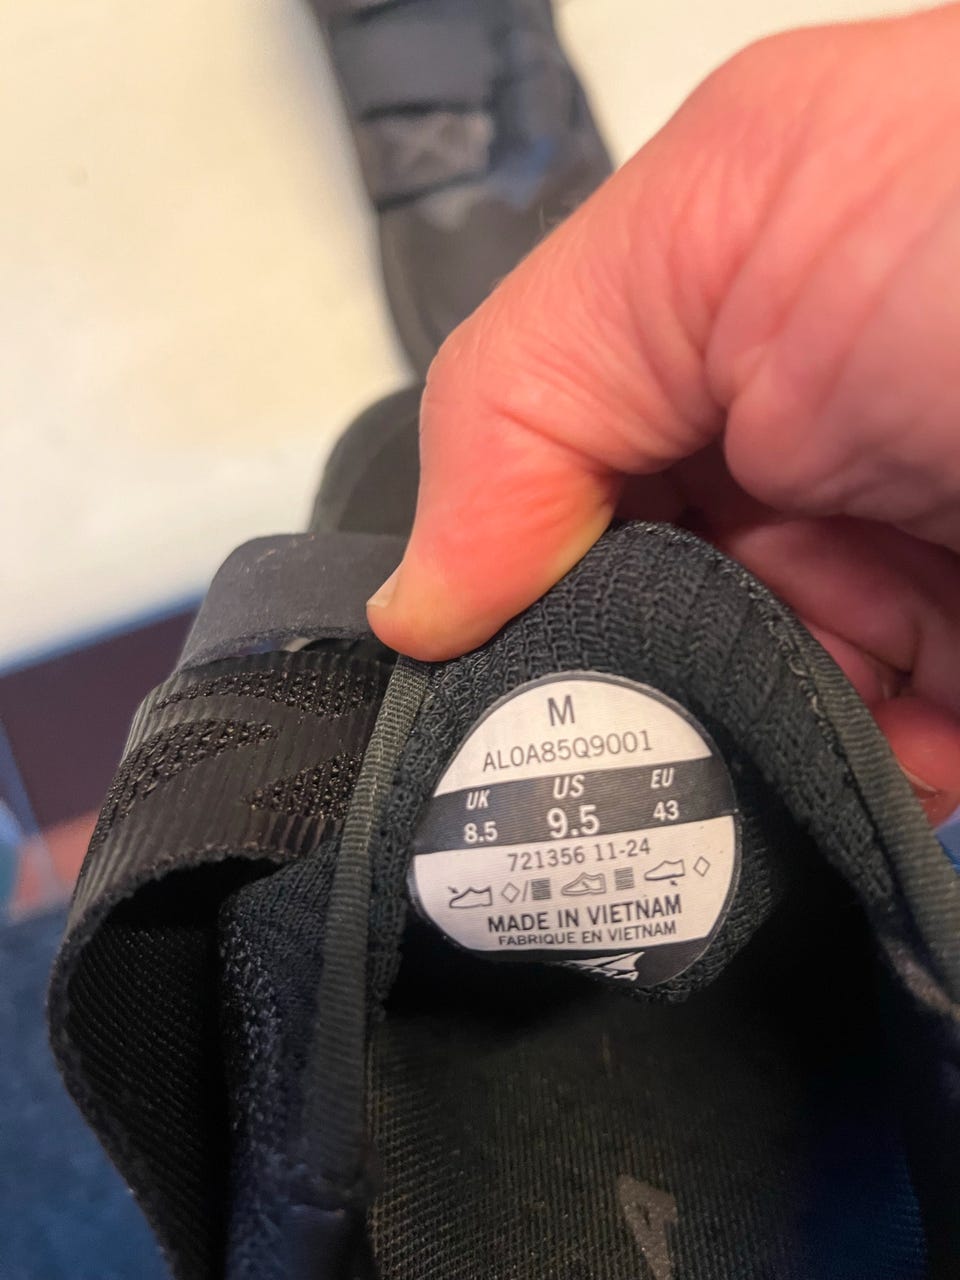 M
AL0A85Q9001
UK US EU
8.5 9.5 43
721356 11-24
MADE IN VIETNAM
FABRIQUE EN VIETNAM